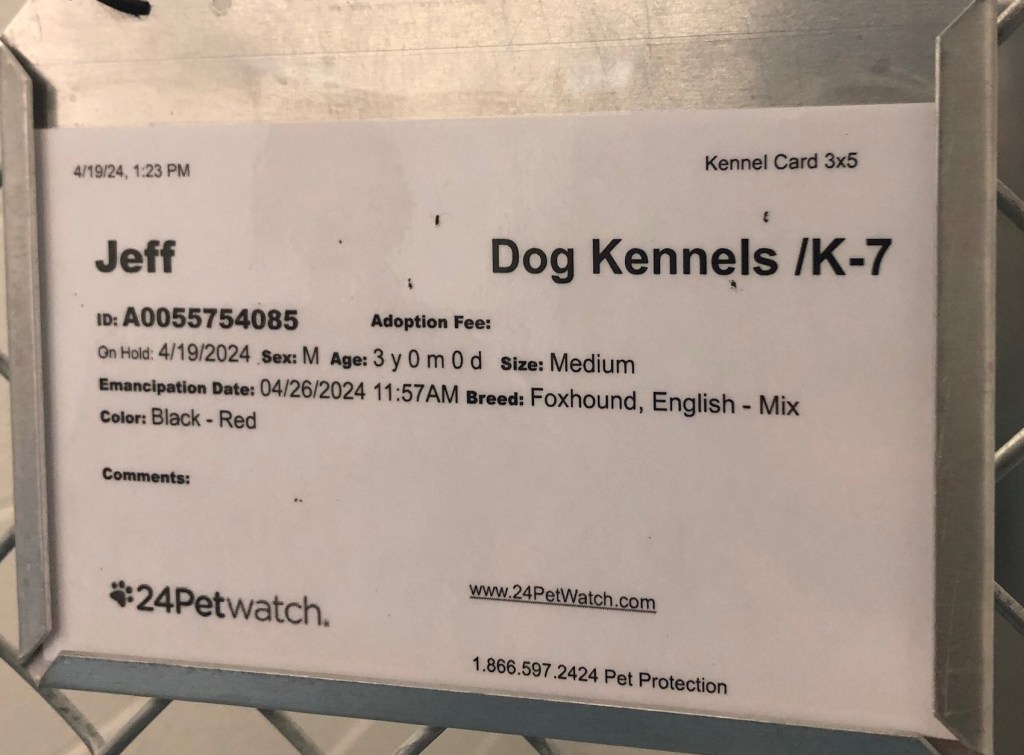 4/19/24, 1:23 PM Kennel Card 3x5
Jeff Dog Kennels /K-7
ID: A0055754085 Adoption Fee:
On Hold: 4/19/2024 Sex: M Age: 3 y 0 m 0 d Size: Medium
Emancipation Date: 04/26/2024 11:57AM Breed: Foxhound, English - Mix
Color: Black - Red
Comments:
24Petwatch. www.24PetWatch.com
1.866.597.2424 Pet Protection